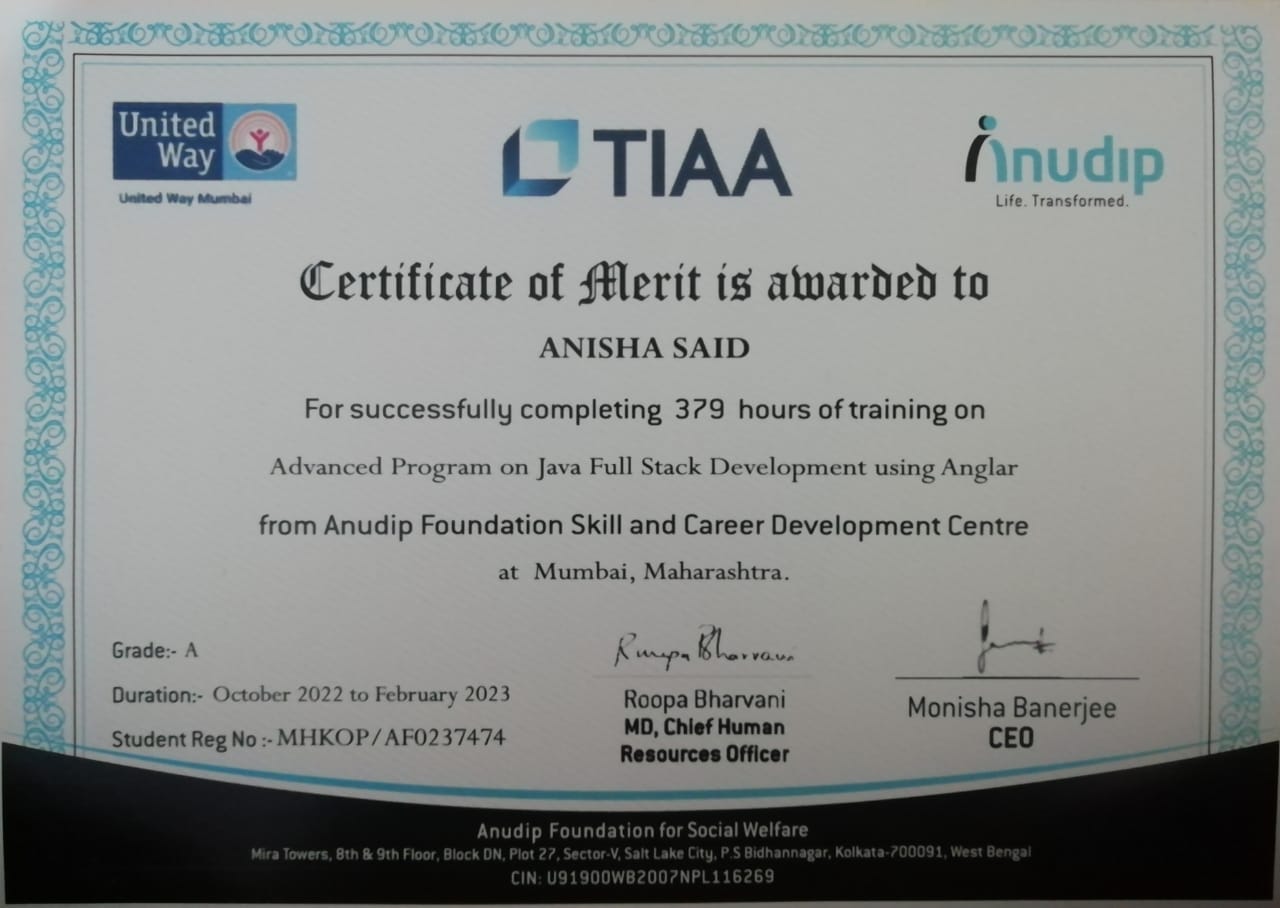 United
Way
United Way Mumbai
TIAA
Anudip
Life. Transformed.
Certificate of Merit is awarded to
ANISHA SAID
For successfully completing 379 hours of training on
Advanced Program on Java Full Stack Development using Anglar
from Anudip Foundation Skill and Career Development Centre
at Mumbai, Maharashtra.
Grade:- A
Duration:- October 2022 to February 2023
Student Reg No :- MHKOP/AF0237474
Roopa Bharvani
Roopa Bharvani
MD, Chief Human
Resources Officer
Monisha Banerjee
CEO
Anudip Foundation for Social Welfare
Mira Towers, 8th & 9th Floor, Block DN, Plot 27, Sector-V, Salt Lake City, P.S Bidhannagar, Kolkata-700091, West Bengal
CIN: U91900WB2007NPL116269